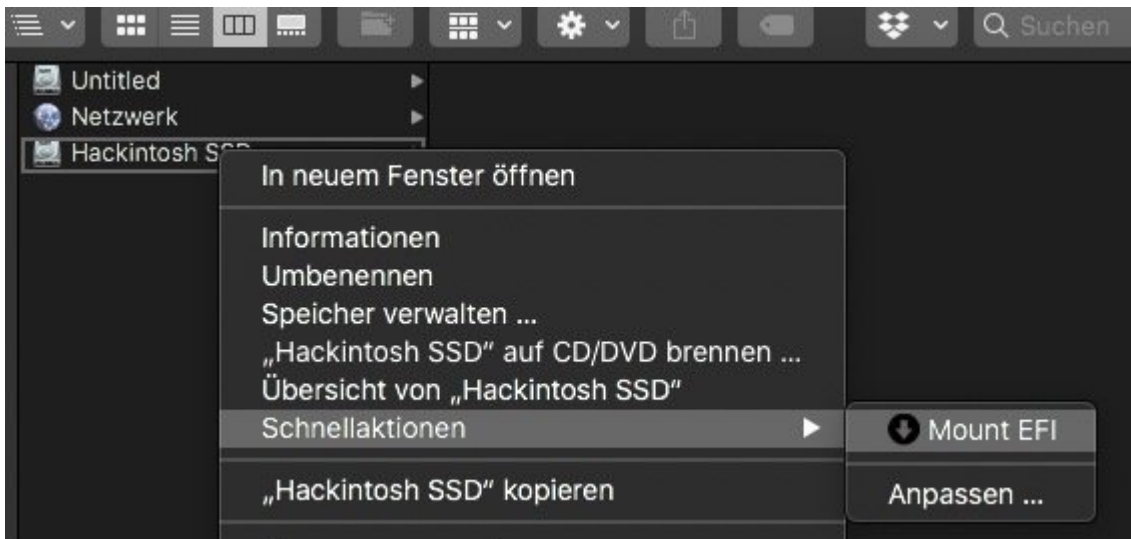 Suchen
Untitled
Netzwerk
Hackintosh SSD
In neuem Fenster öffnen
Informationen
Umbenennen
Speicher verwalten ...
„Hackintosh SSD“ auf CD/DVD brennen ...
Übersicht von „Hackintosh SSD“
Schnellaktionen
Mount EFI
„Hackintosh SSD“ kopieren
Anpassen ...